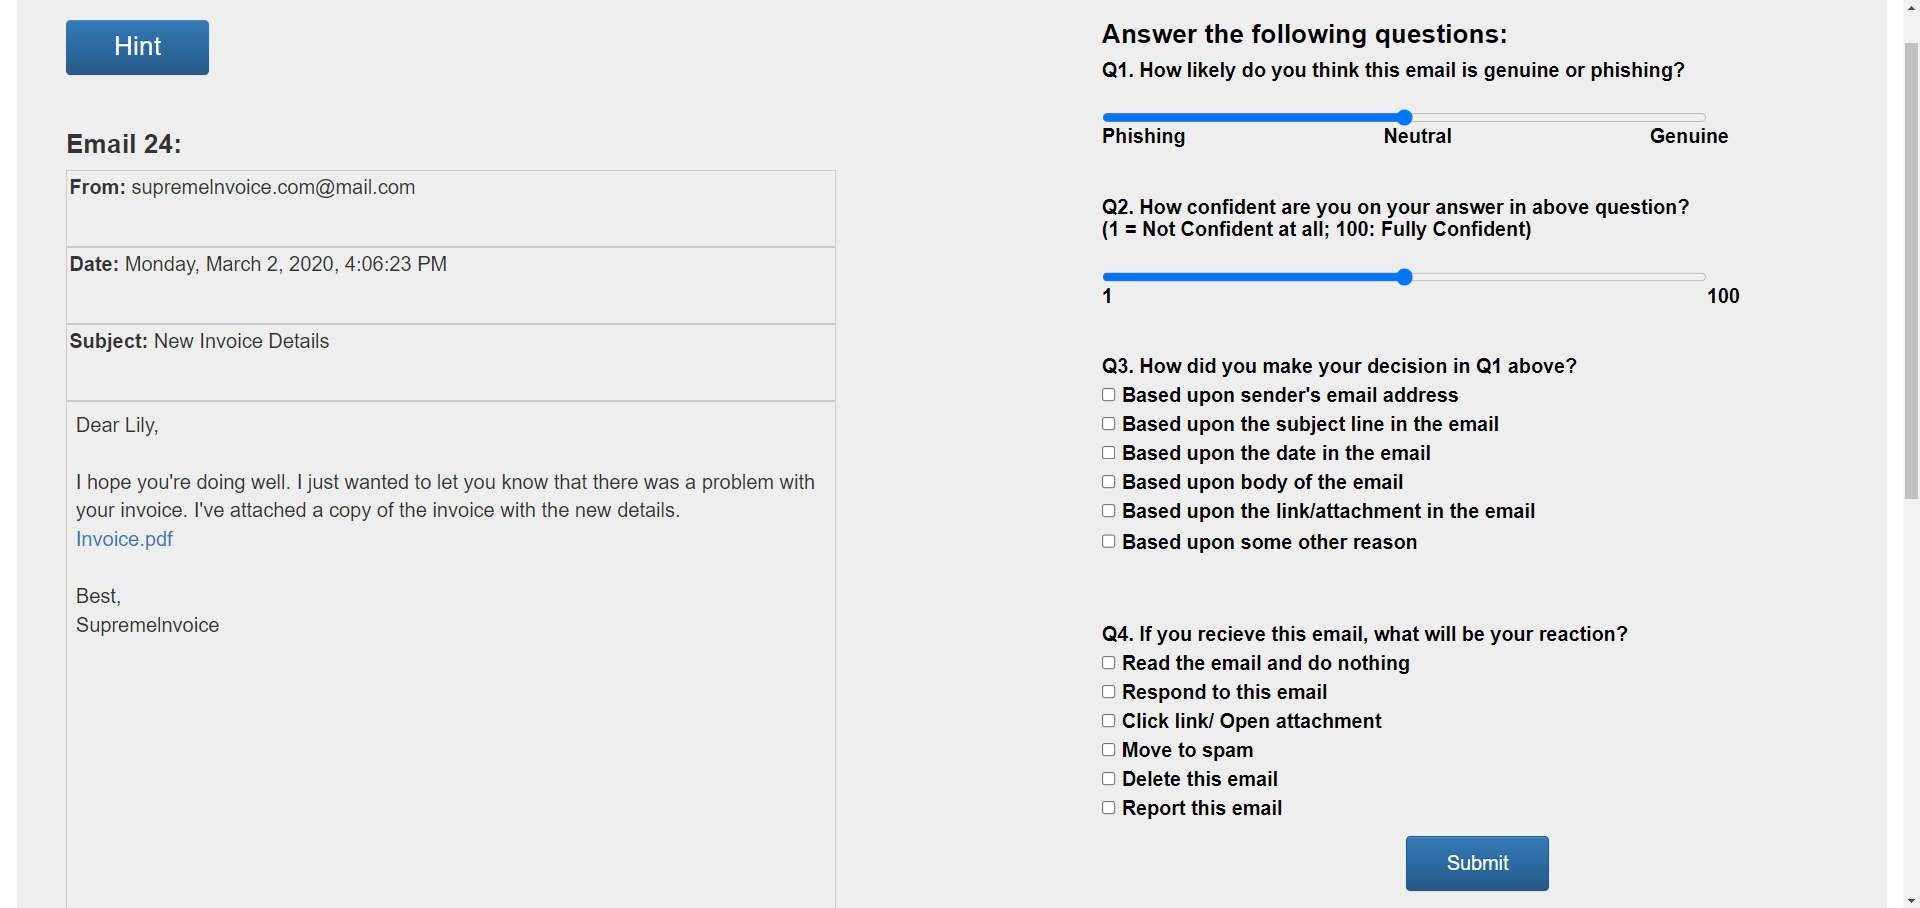 Hint
Email 24:
From: supremeInvoice.com@mail.com
Date: Monday, March 2, 2020, 4:06:23 PM
Subject: New Invoice Details
Dear Lily,
I hope you're doing well. I just wanted to let you know that there was a problem with
your invoice. I've attached a copy of the invoice with the new details.
Invoice.pdf
Best,
SupremeInvoice
Answer the following questions:
Q1. How likely do you think this email is genuine or phishing?
Phishing Neutral Genuine
Q2. How confident are you on your answer in above question?
(1 = Not Confident at all; 100: Fully Confident)
1 100
Q3. How did you make your decision in Q1 above?
Based upon sender's email address
Based upon the subject line in the email
Based upon the date in the email
Based upon body of the email
Based upon the link/attachment in the email
Based upon some other reason
Q4. If you recieve this email, what will be your reaction?
Read the email and do nothing
Respond to this email
Click link/ Open attachment
Move to spam
Delete this email
Report this email
Submit